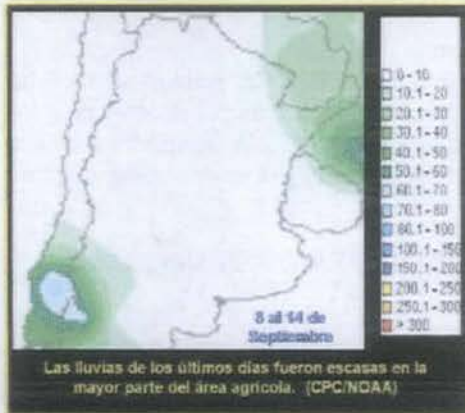 0 - 10
10.1 - 20
20.1 - 30
30.1 - 40
40.1 - 50
50.1 - 60
60.1 - 70
70.1 - 80
80.1 - 100
100.1 - 150
150.1 - 200
200.1 - 250
250.1 - 300
> 300
8 al 14 de
Septiembre
Las lluvias de los últimos días fueron escasas en la
mayor parte del área agrícola. (CPC/NOAA)